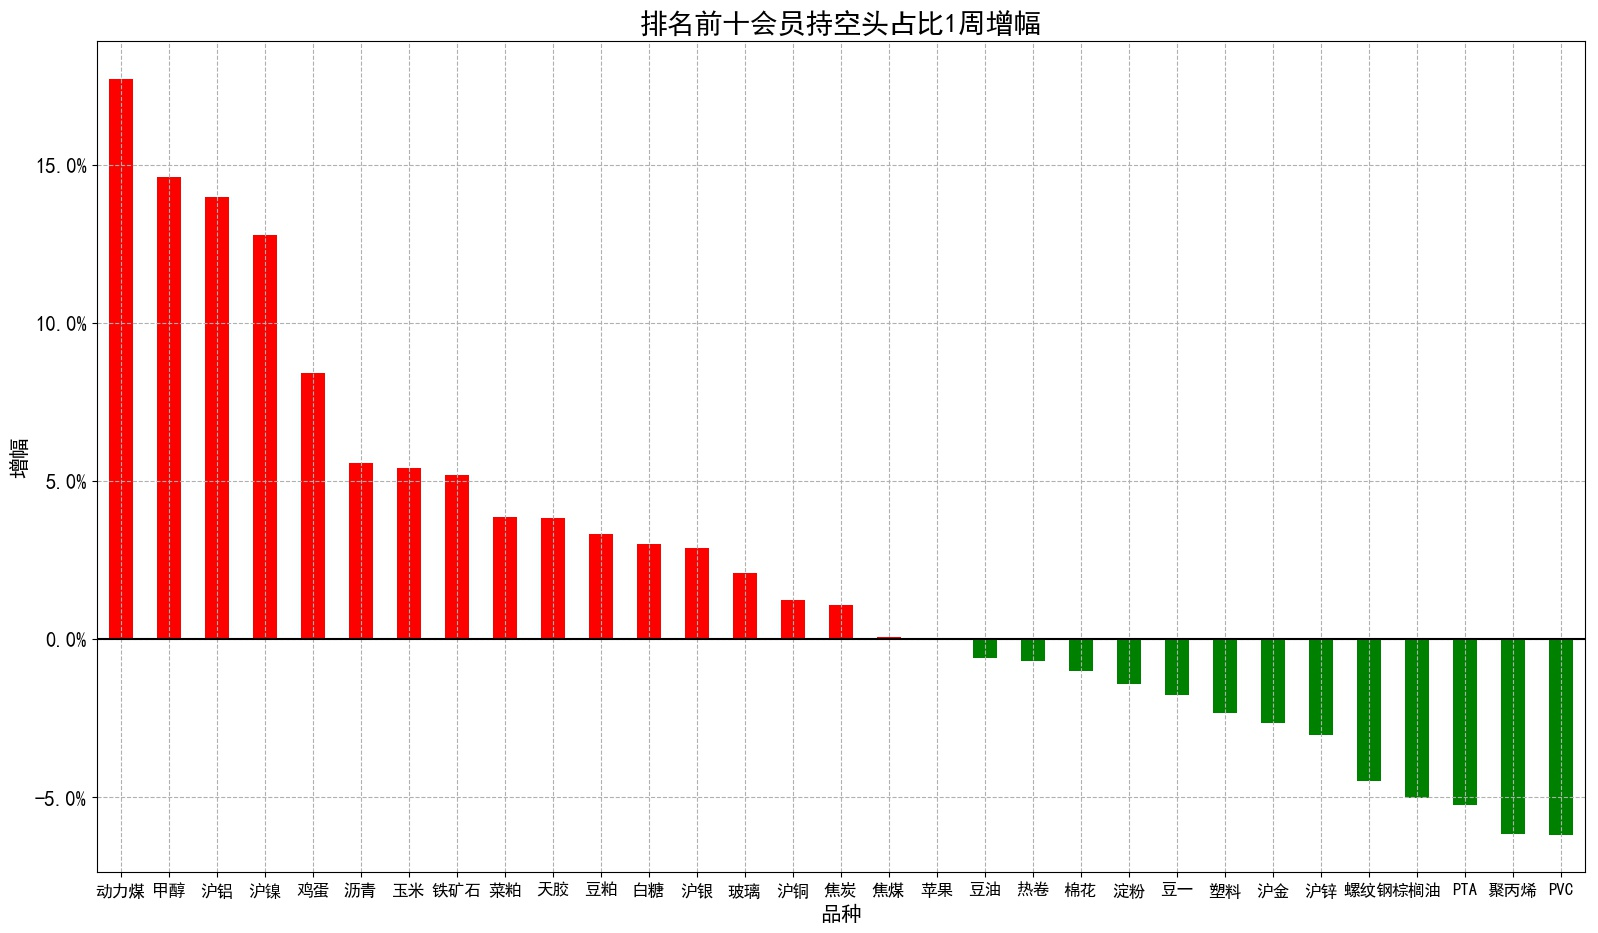 排名前十会员持空头占比1周增幅
15.0%
10.0%
5.0%
0.0%
−5.0%
增幅
动力煤 甲醇 沪铝 沪镍 鸡蛋 沥青 玉米 铁矿石 菜粕 天胶 豆粕 白糖 沪银 玻璃 沪铜 焦炭 焦煤 苹果 豆油 热卷 棉花 淀粉 豆一 塑料 沪金 沪锌 螺纹钢 棕榈油 PTA 聚丙烯 PVC
品种